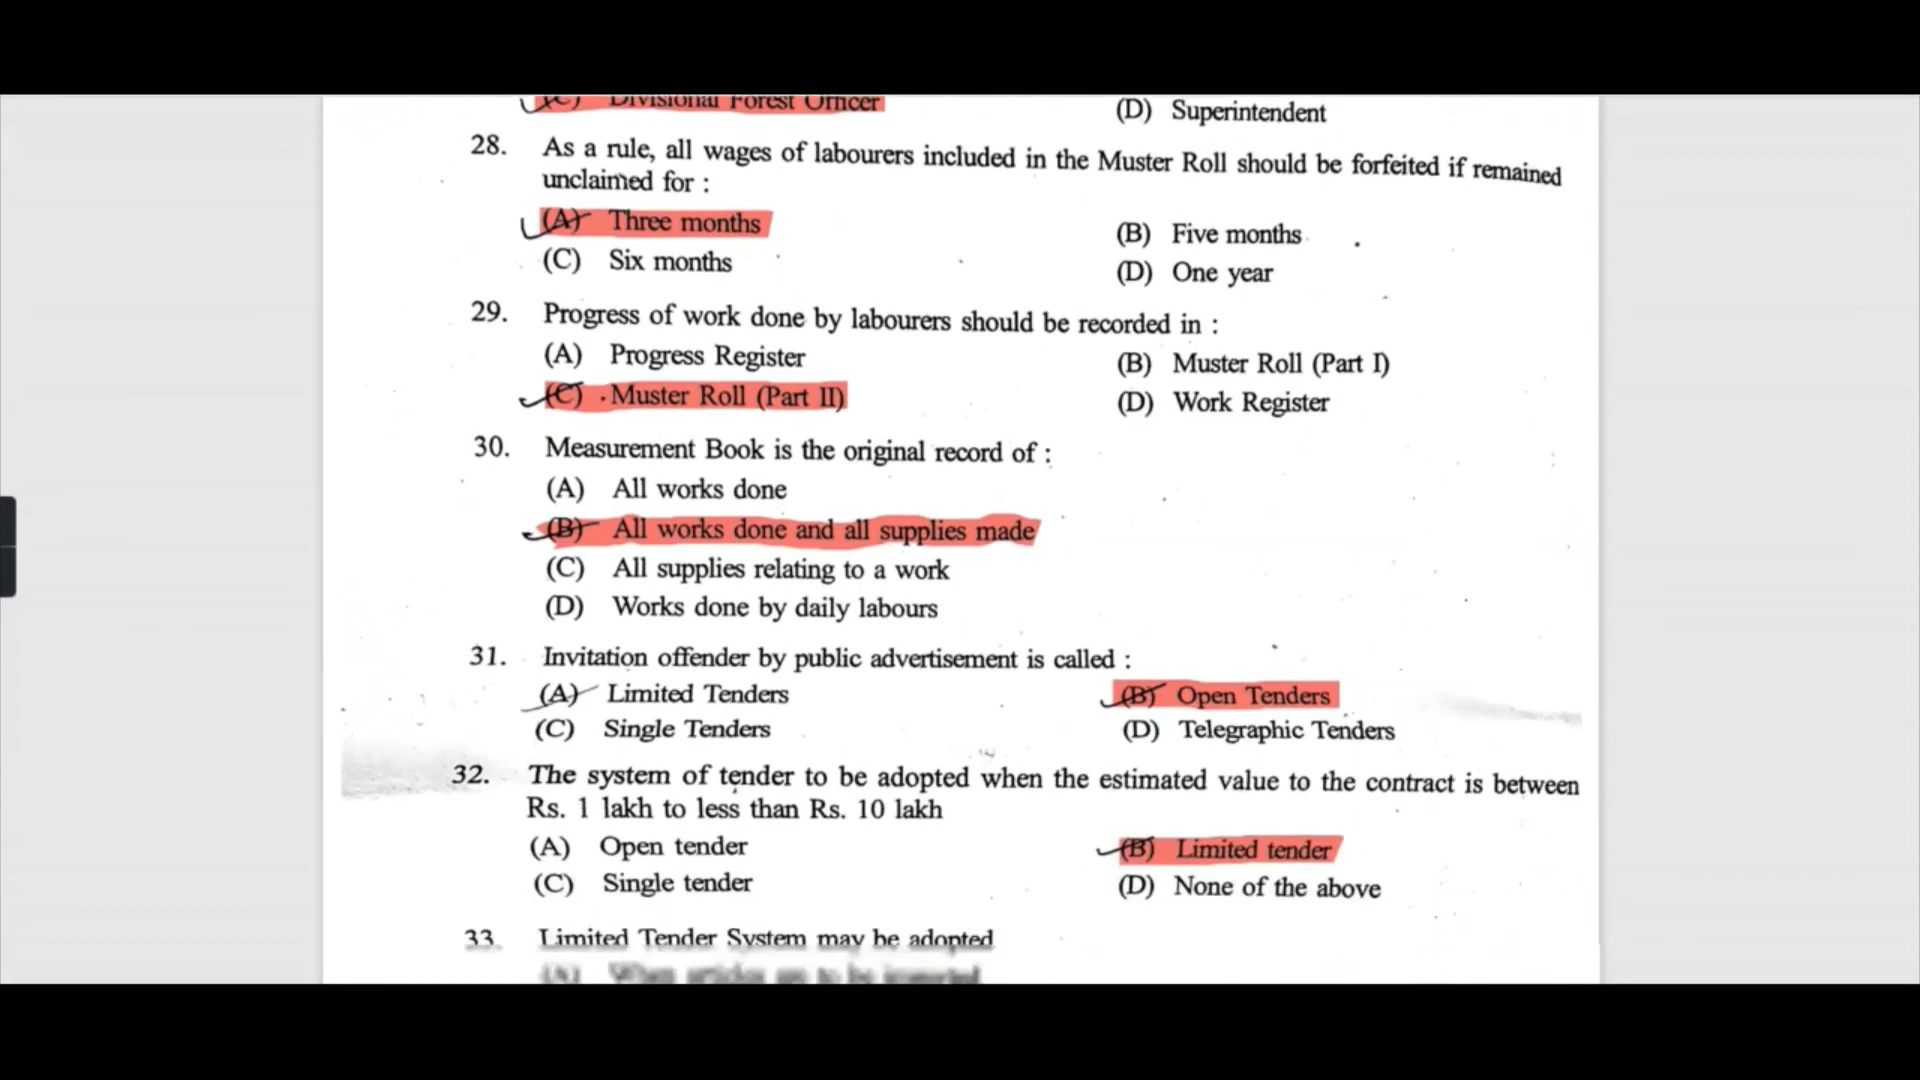 (C) Divisional Forest Officer
(D) Superintendent
28. As a rule, all wages of labourers included in the Muster Roll should be forfeited if remained
unclaimed for :
(A) Three months
(B) Five months
(C) Six months
(D) One year
29. Progress of work done by labourers should be recorded in :
(A) Progress Register
(B) Muster Roll (Part I)
(C) Muster Roll (Part II)
(D) Work Register
30. Measurement Book is the original record of :
(A) All works done
(B) All works done and all supplies made
(C) All supplies relating to a work
(D) Works done by daily labours
31. Invitation offender by public advertisement is called :
(A) Limited Tenders
(B) Open Tenders
(C) Single Tenders
(D) Telegraphic Tenders
32. The system of tender to be adopted when the estimated value to the contract is between
Rs. 1 lakh to less than Rs. 10 lakh
(A) Open tender
(B) Limited tender
(C) Single tender
(D) None of the above
33. Limited Tender System may be adopted